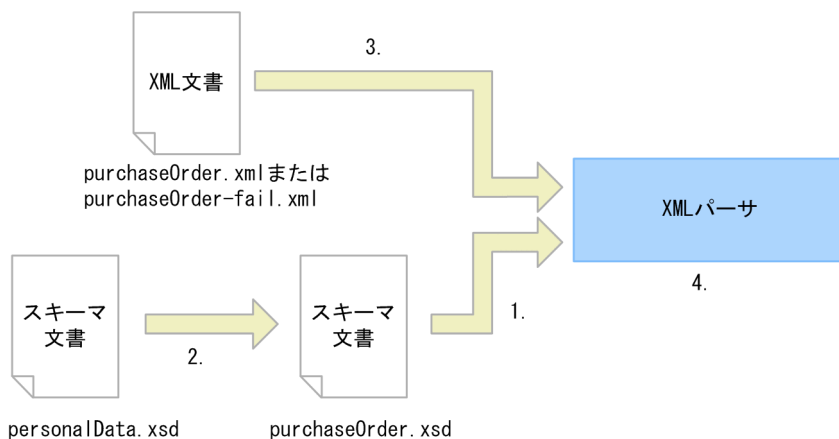 3.
XML文書
purchaseOrder.xmlまたは
purchaseOrder-fail.xml
XMLパーサ
4.
スキーマ
文書
2.
スキーマ
文書
1.
personalData.xsd
purchaseOrder.xsd